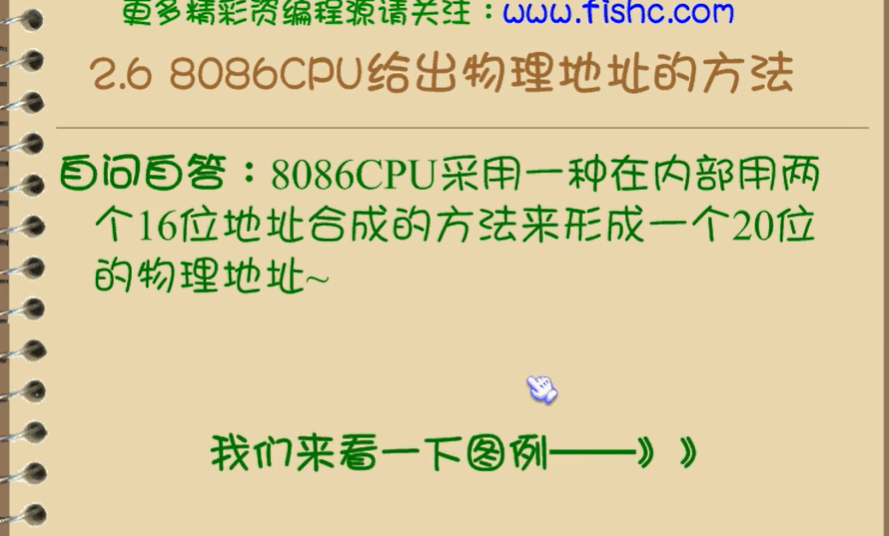 更多精彩资编程源请关注：www.fishc.com
2.6 8086CPU给出物理地址的方法
自问自答：8086CPU采用一种在内部用两
个16位地址合成的方法来形成一个20位
的物理地址~
我们来看一下图例——》》